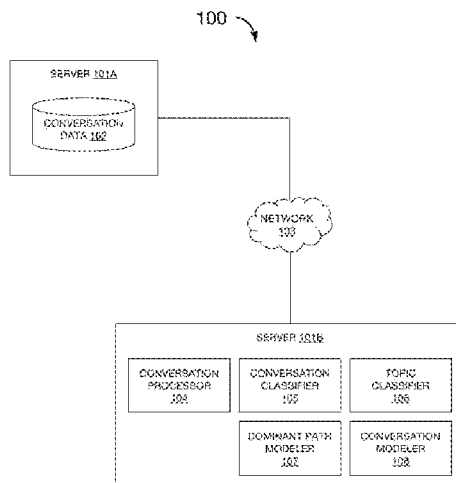 100
SERVER 101A
CONVERSATION
DATA 102
NETWORK
103
SERVER 101B
CONVERSATION
PROCESSOR
104
CONVERSATION
CLASSIFIER
105
TOPIC
CLASSIFIER
106
DOMINANT PATH
MODELER
107
CONVERSATION
MODELER
108